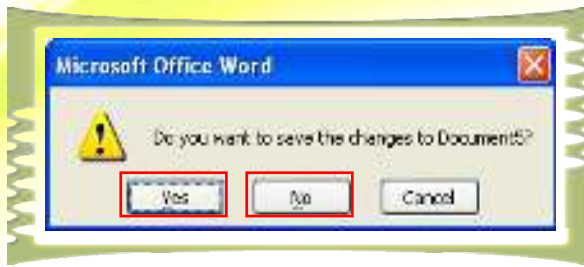 Microsoft Office Word
Do you want to save the changes to Document5?
Yes No Cancel